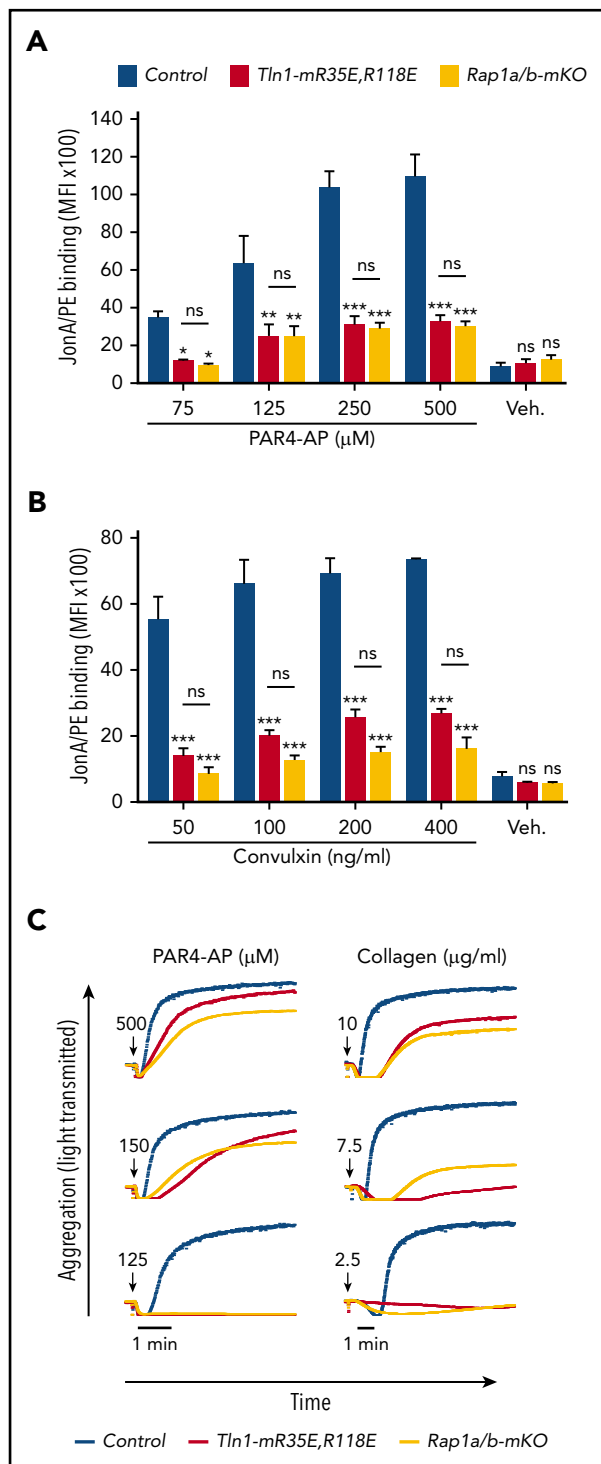 A
Control Tln1-mR35E,R118E Rap1a/b-mKO
JonA/PE binding (MFI x100)
140
120
100
80
60
40
20
0
ns
ns
ns
ns
* *
** **
*** ***
*** ***
ns ns
75 125 250 500 Veh.
PAR4-AP (μM)
B
JonA/PE binding (MFI x100)
80
60
40
20
0
ns
ns
ns
ns
*** ***
*** ***
*** ***
*** ***
ns ns
50 100 200 400 Veh.
Convulxin (ng/ml)
C
PAR4-AP (μM) Collagen (μg/ml)
Aggregation (light transmitted)
500 10
150 7.5
125 2.5
1 min 1 min
Time
Control Tln1-mR35E,R118E Rap1a/b-mKO